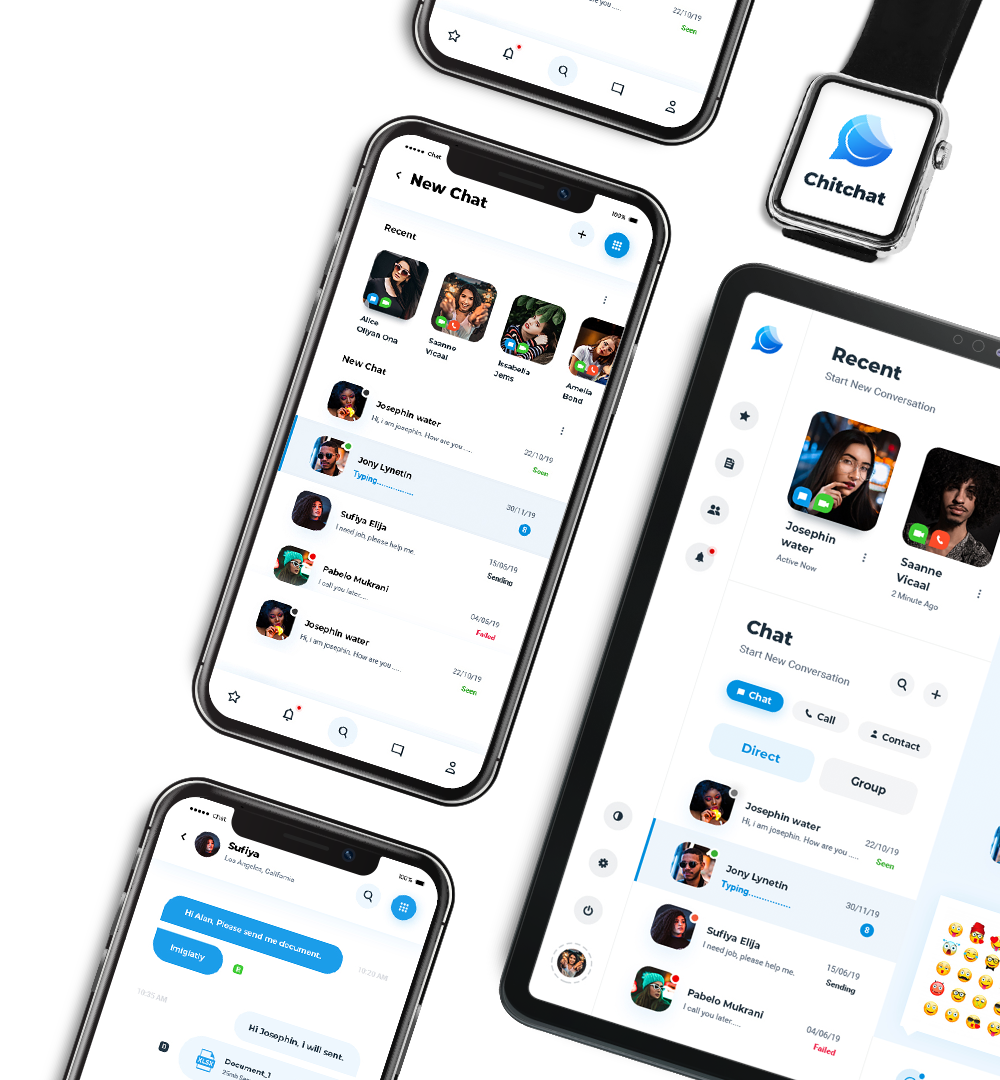 22/10/19
Seen
Chitchat
Chat
100%
New Chat
Recent
Alice
Oliyan Ona
Saanne
Vicaal
Issabella
Jems
Amella
Bond
New Chat
Josephin water
Hi, i am josephin. How are you .....
22/10/19
Seen
Jony Lynetin
Typing................
30/11/19
8
Sufiya Elija
I need job, please help me.
15/06/19
Sending
Pabelo Mukrani
I call you later.....
04/06/19
Failed
Josephin water
Hi, i am josephin. How are you .....
22/10/19
Seen
Chat
100%
Sufiya
Los Angeles, California
Hi Alan, Please send me document.
Imigiatly
10:20 AM
10:35 AM
Hi Josephin, i will sent.
XLSX
Document_1
Recent
Start New Conversation
Josephin
water
Active Now
Saanne
Vicaal
2 Minute Ago
Chat
Start New Conversation
Chat
Call
Contact
Direct
Group
Josephin water
Hi, i am josephin. How are you .....
22/10/19
Seen
Jony Lynetin
Typing................
30/11/19
8
Sufiya Elija
I need job, please help me.
15/06/19
Sending
Pabelo Mukrani
I call you later.....
04/06/19
Failed